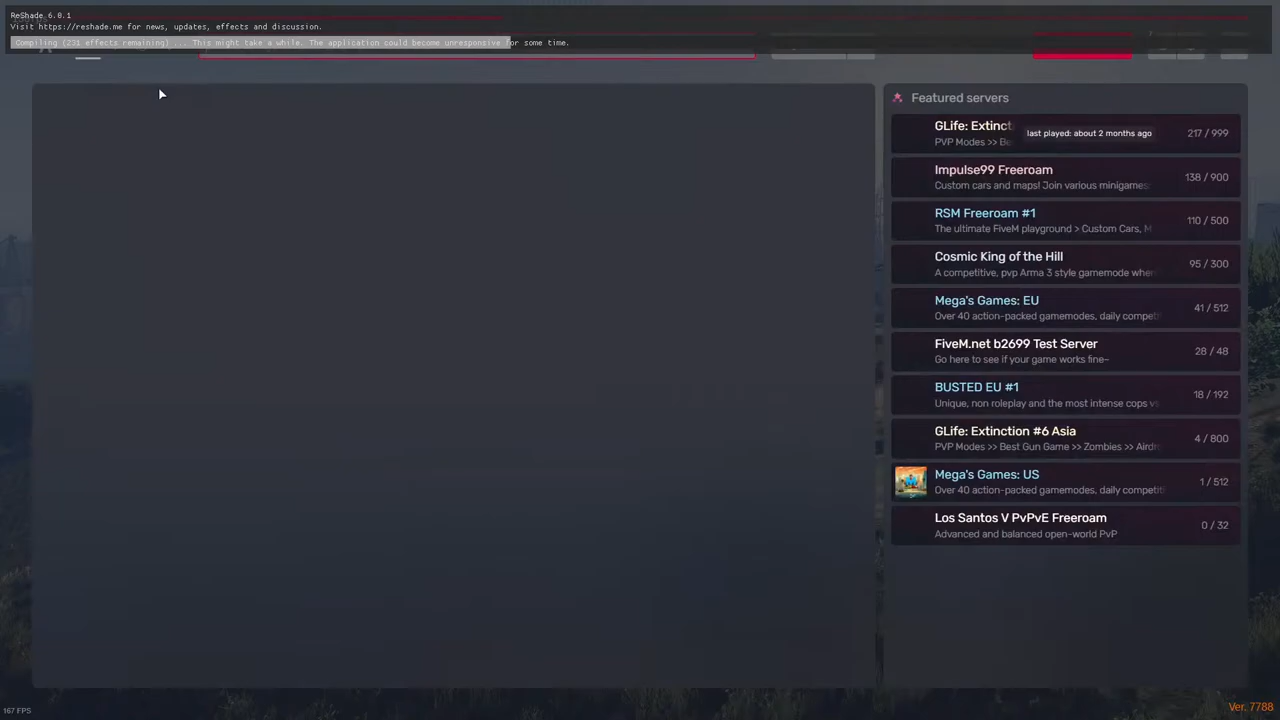 ReShade 6.0.1
Visit https://reshade.me for news, updates, effects and discussion.
Compiling (231 effects remaining) ... This might take a while. The application could become unresponsive for some time.
Featured servers
GLife: Extinct
last played: about 2 months ago
217 / 999
PVP Modes >> Be
Impulse99 Freeroam
138 / 900
Custom cars and maps! Join various minigames
RSM Freeroam #1
110 / 500
The ultimate FiveM playground > Custom Cars, M
Cosmic King of the Hill
95 / 300
A competitive, pvp Arma 3 style gamemode wher
Mega's Games: EU
41 / 512
Over 40 action-packed gamemodes, daily competi
FiveM.net b2699 Test Server
28 / 48
Go here to see if your game works fine~
BUSTED EU #1
18 / 192
Unique, non roleplay and the most intense cops v
GLife: Extinction #6 Asia
4 / 800
PVP Modes >> Best Gun Game >> Zombies >> Airdr
Mega's Games: US
1 / 512
Over 40 action-packed gamemodes, daily competiti
Los Santos V PvPvE Freeroam
0 / 32
Advanced and balanced open-world PvP
167 FPS
Ver. 7788